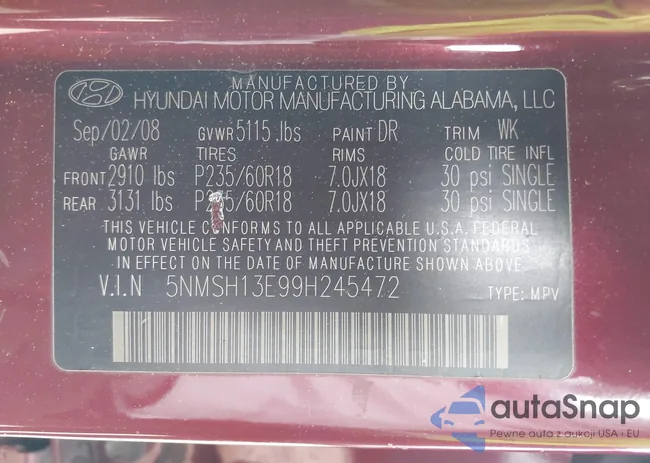 MANUFACTURED BY
HYUNDAI MOTOR MANUFACTURING ALABAMA, LLC
Sep/02/08 GVWR 5115 lbs PAINT DR TRIM WK
GAWR TIRES RIMS COLD TIRE INFL
FRONT 2910 lbs P235/60R18 7.0JX18 30 psi SINGLE
REAR 3131 lbs P235/60R18 7.0JX18 30 psi SINGLE
THIS VEHICLE CONFORMS TO ALL APPLICABLE U.S.A. FEDERAL
MOTOR VEHICLE SAFETY AND THEFT PREVENTION STANDARDS
IN EFFECT ON THE DATE OF MANUFACTURE SHOWN ABOVE.
V.I.N 5NMSH13E99H245472 TYPE: MPV
autaSnap
Pewne auta z aukcji USA i EU